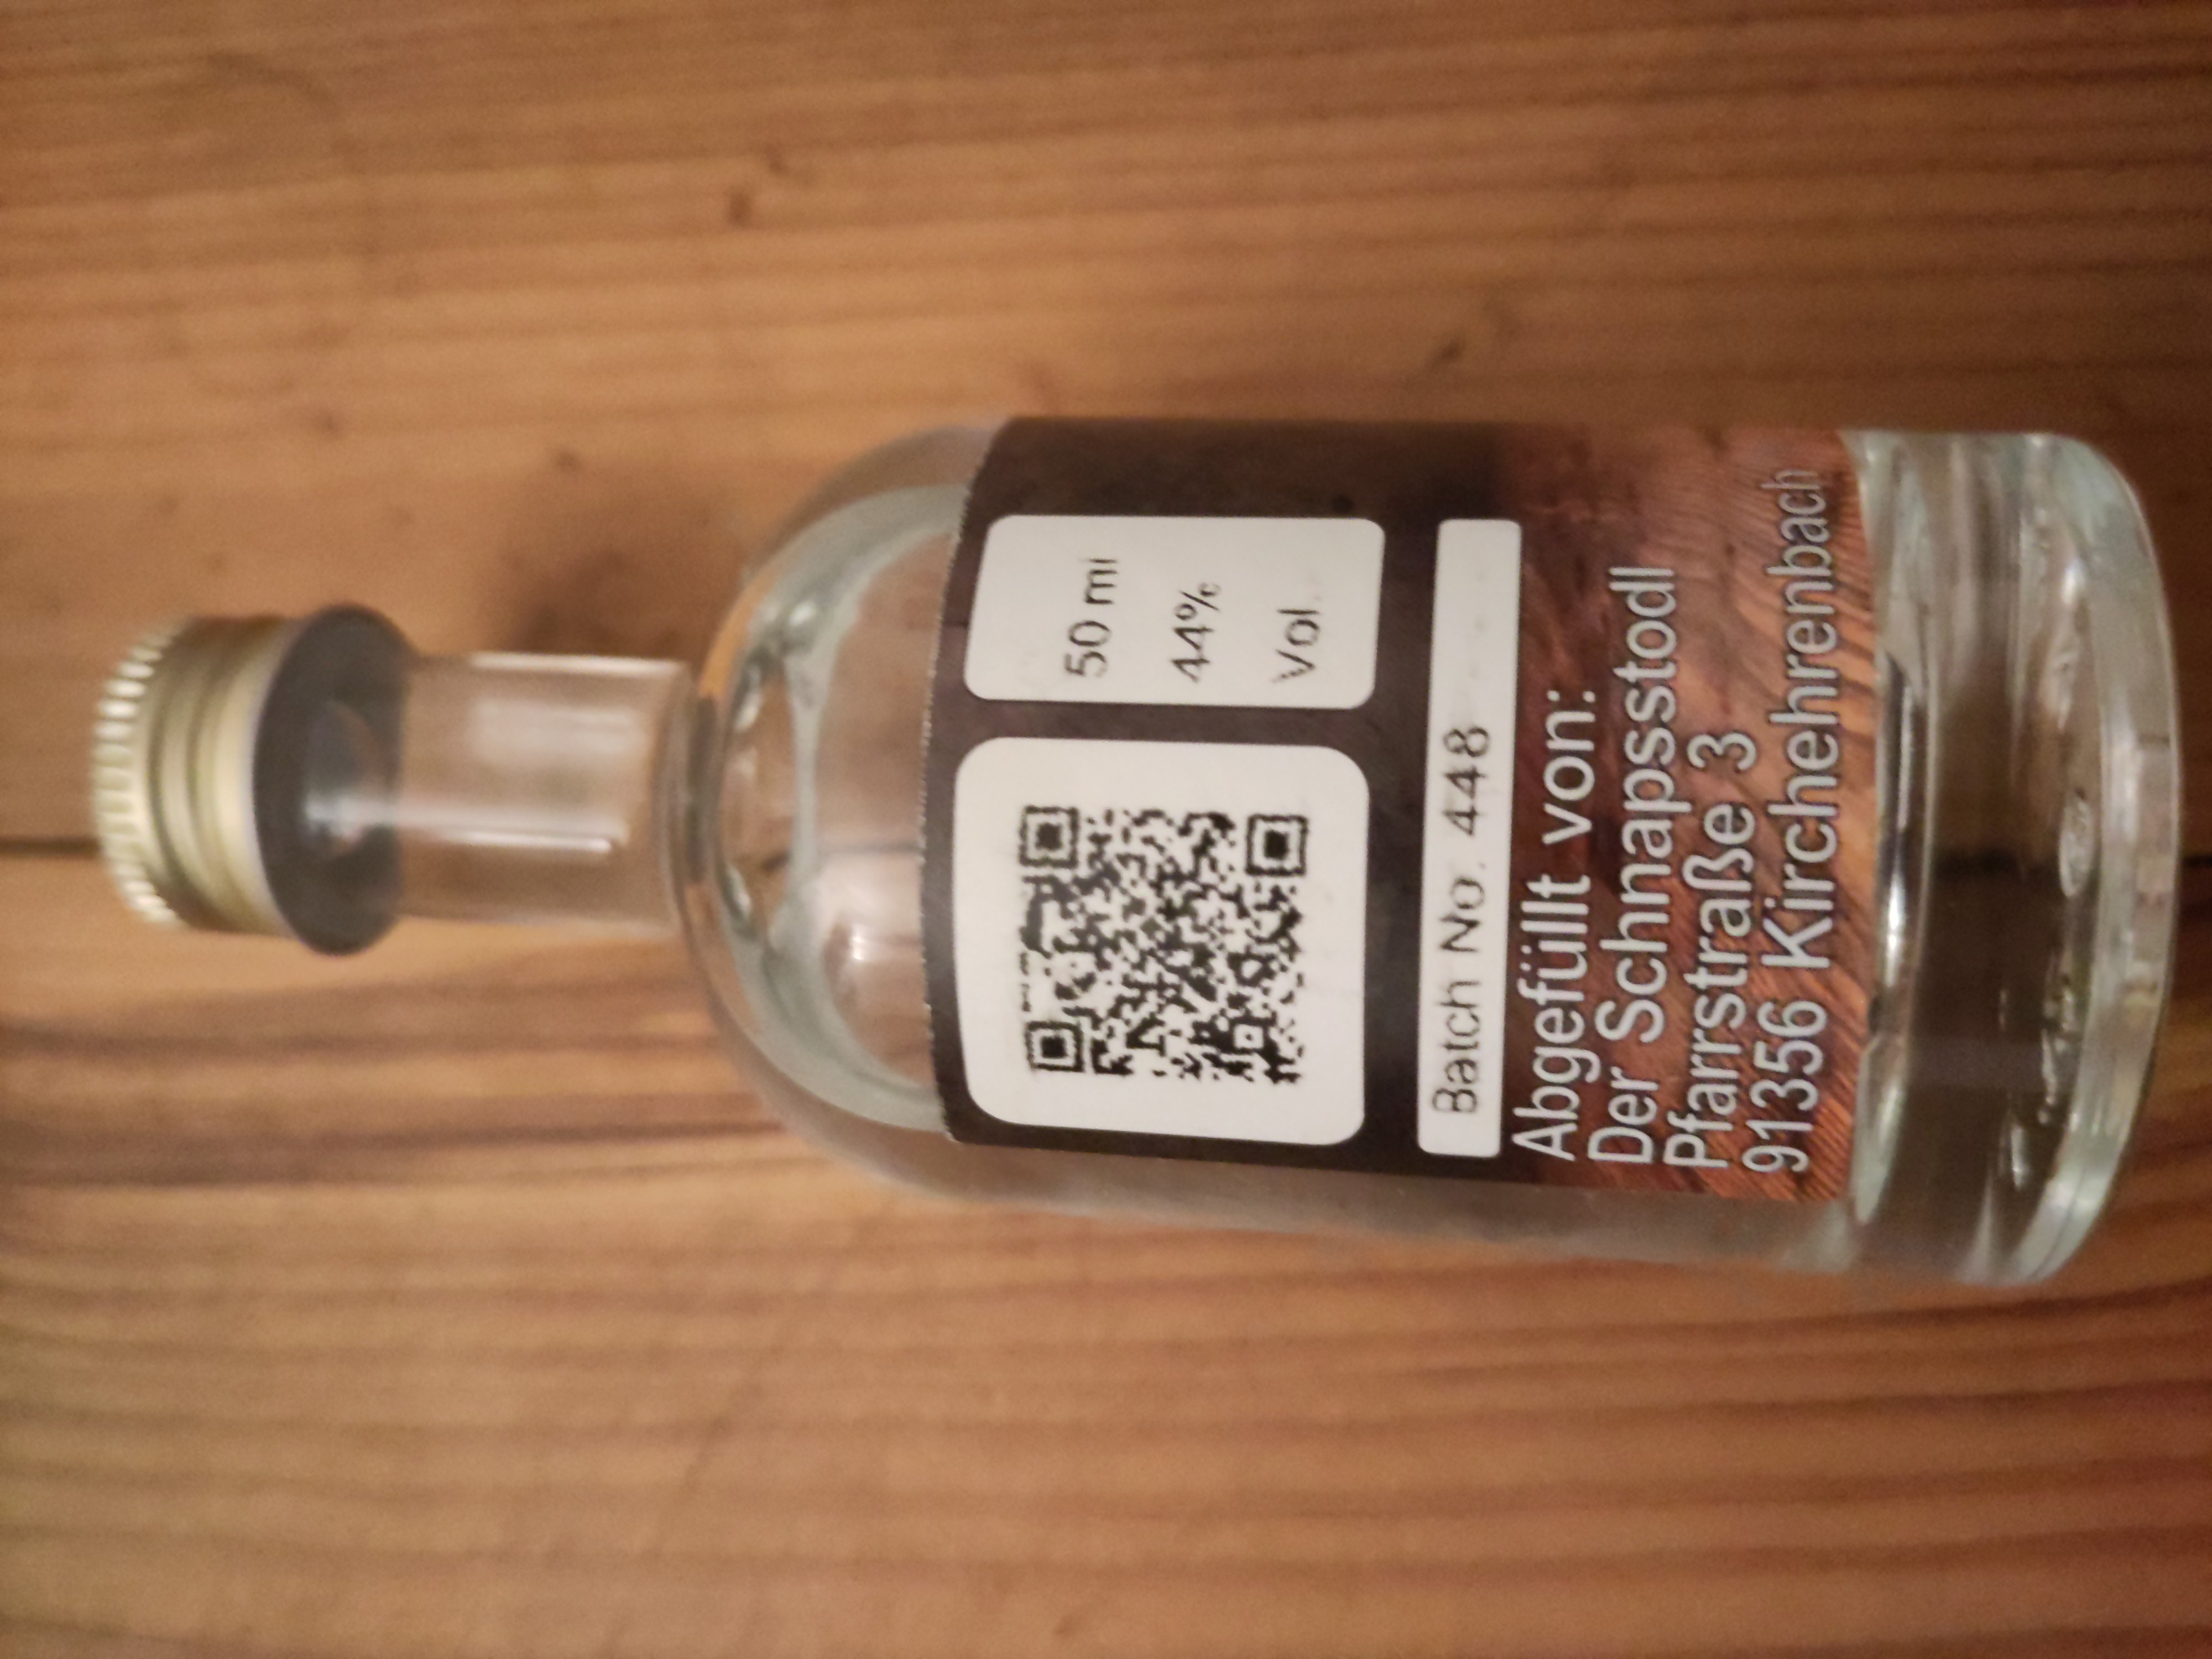 50 ml
44%
Vol.
Batch No. 448
Abgefüllt von:
Der Schnapsstodl
Pfarrstraße 3
91356 Kirchehrenbach